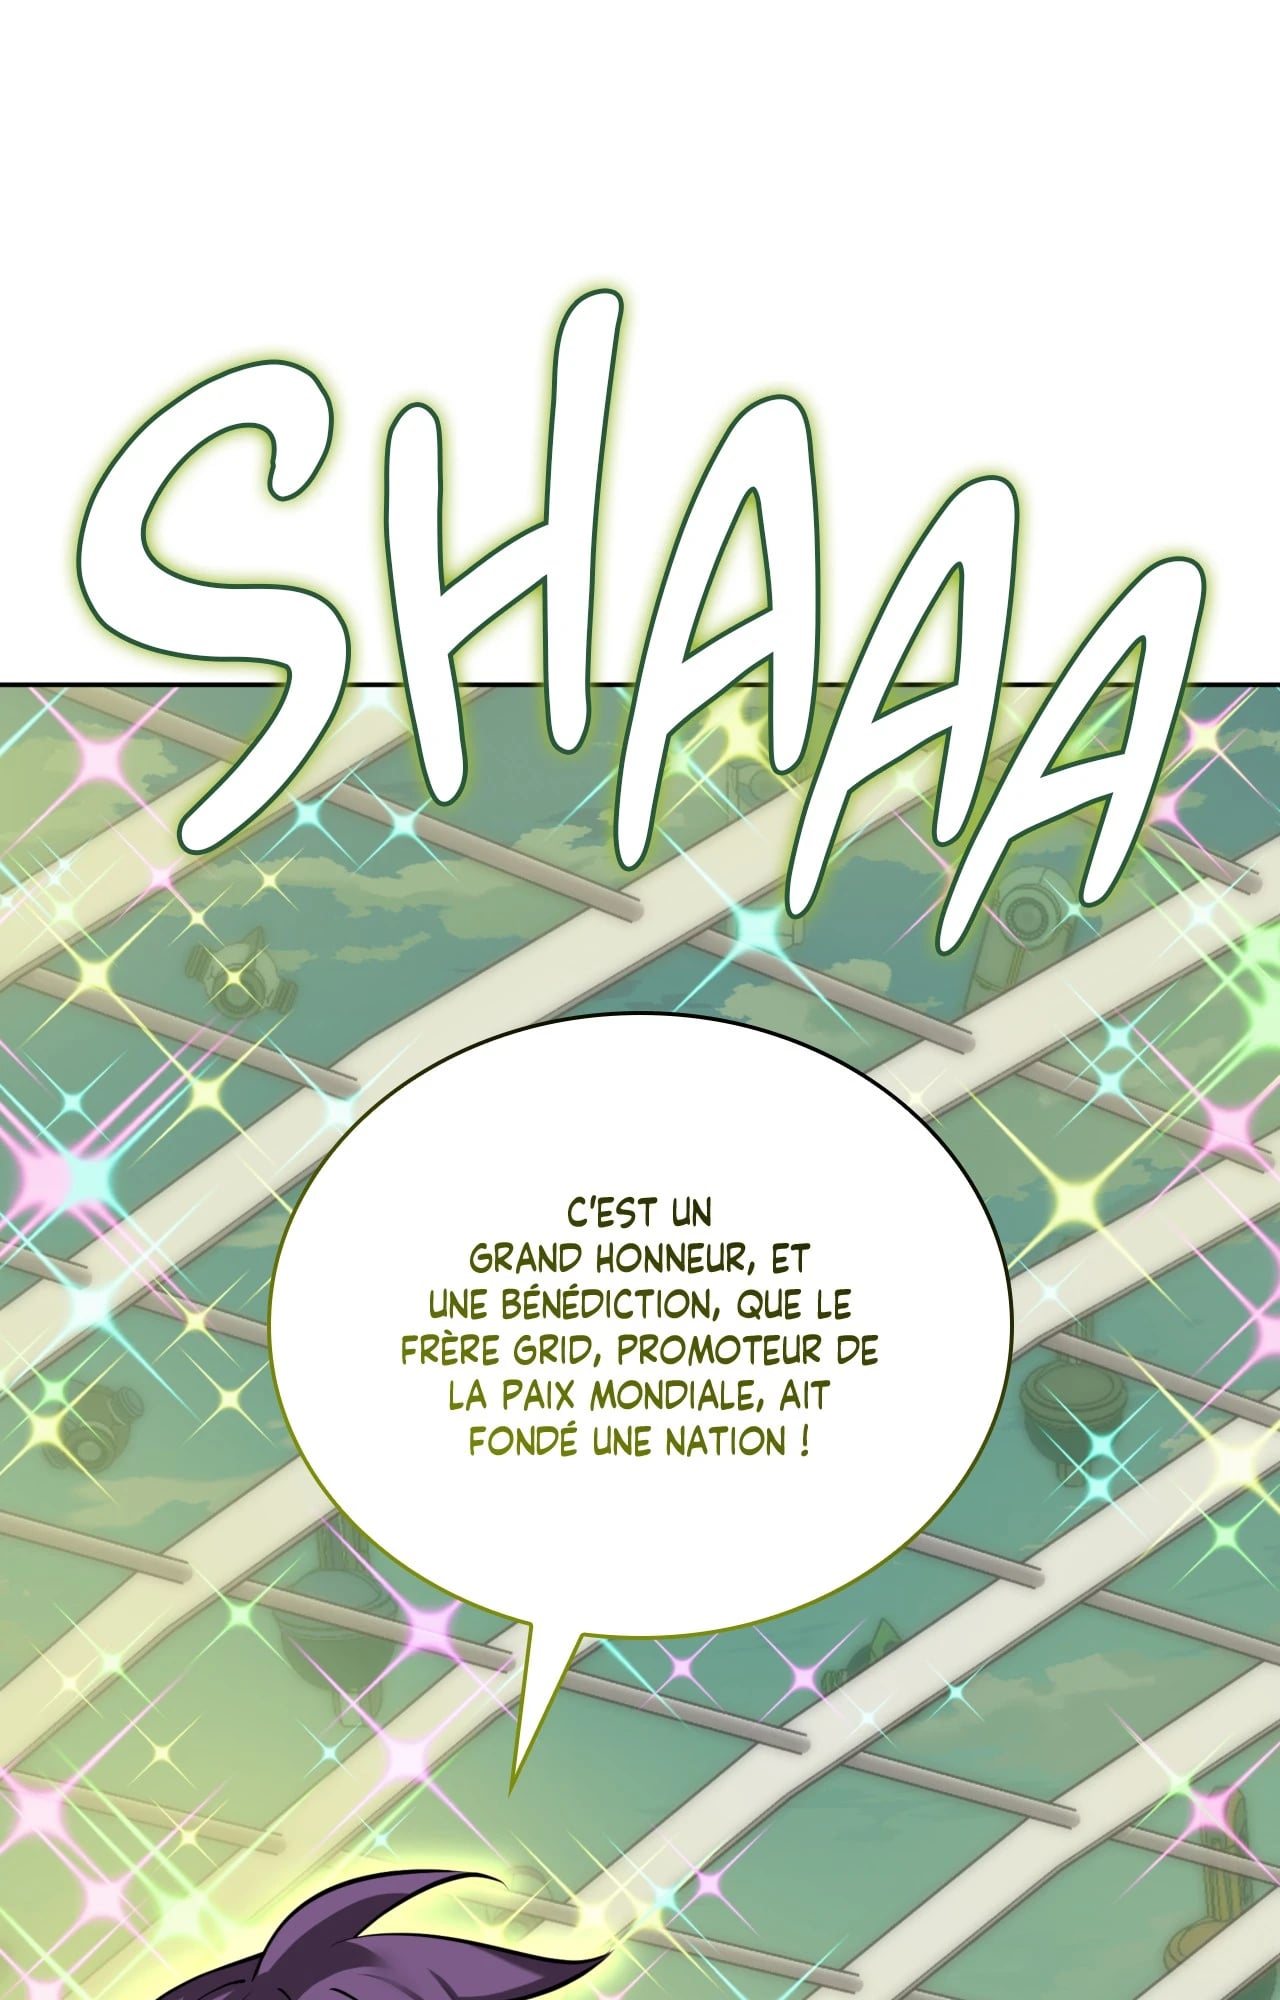 SHAAA
C'EST UN
GRAND HONNEUR, ET
UNE BÉNÉDICTION, QUE LE
FRÈRE GRID, PROMOTEUR DE
LA PAIX MONDIALE, AIT
FONDÉ UNE NATION !